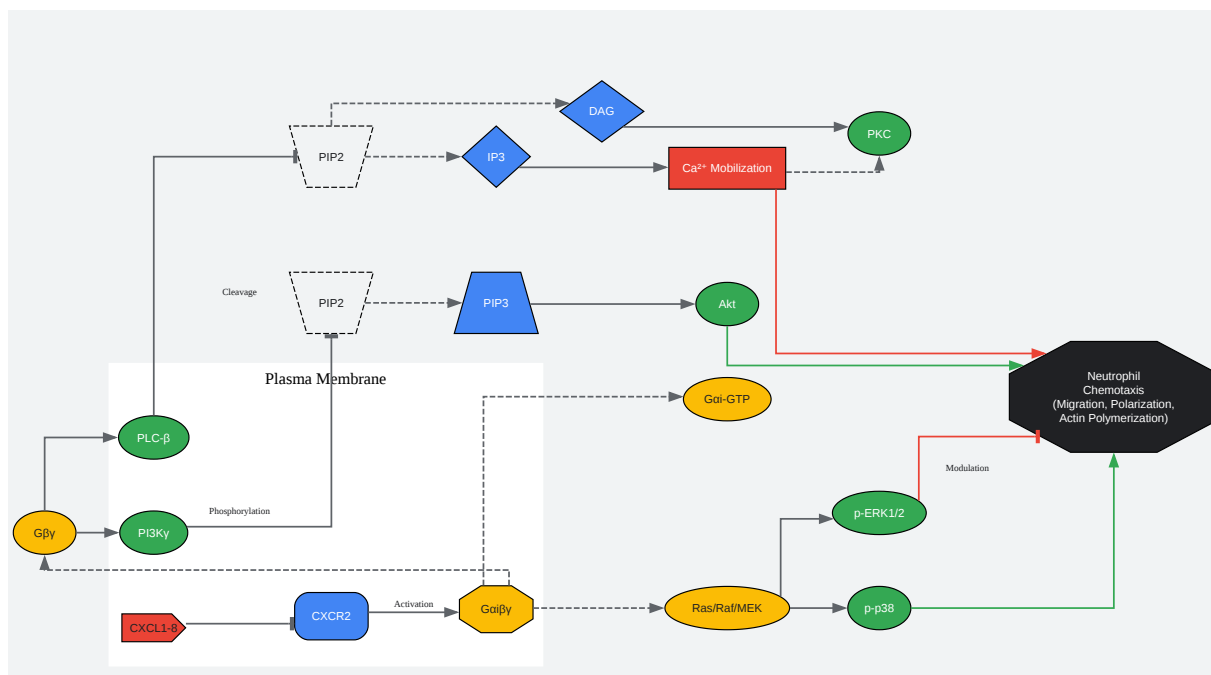 DAG
PKC
PIP2
IP3
Ca²⁺ Mobilization
Cleavage
PIP2
PIP3
Akt
Plasma Membrane
Gαi-GTP
Neutrophil
Chemotaxis
(Migration, Polarization,
Actin Polymerization)
PLC-β
Modulation
Phosphorylation
p-ERK1/2
Gβγ
PI3Kγ
Activation
CXCL1-8
CXCR2
Gαiβγ
Ras/Raf/MEK
p-p38